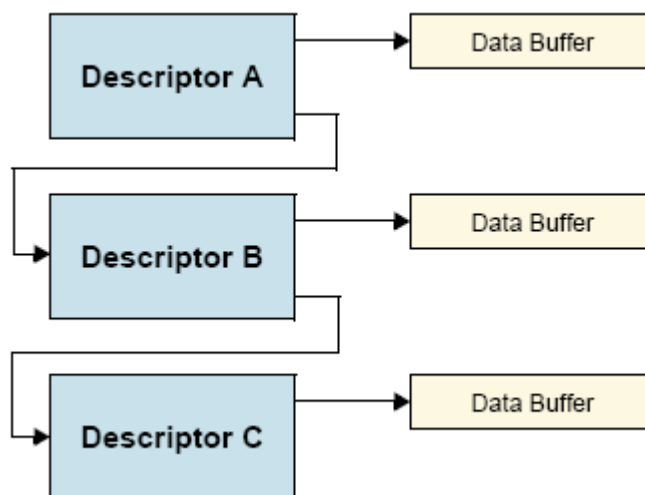 Descriptor A
Data Buffer
Descriptor B
Data Buffer
Descriptor C
Data Buffer